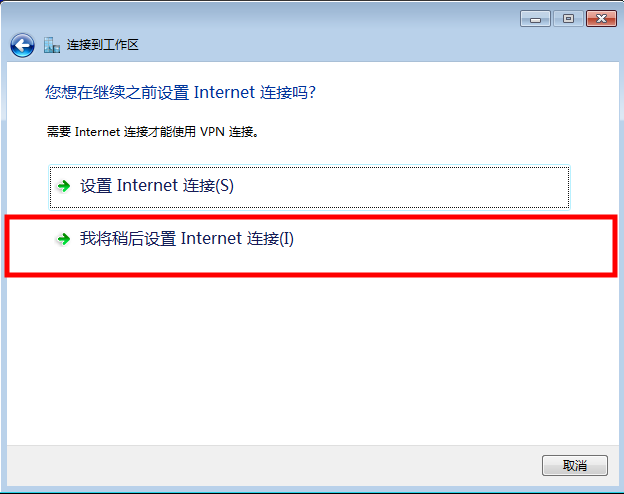 连接到工作区
您想在继续之前设置 Internet 连接吗?
需要 Internet 连接才能使用 VPN 连接。
设置 Internet 连接(S)
我将稍后设置 Internet 连接(I)
取消